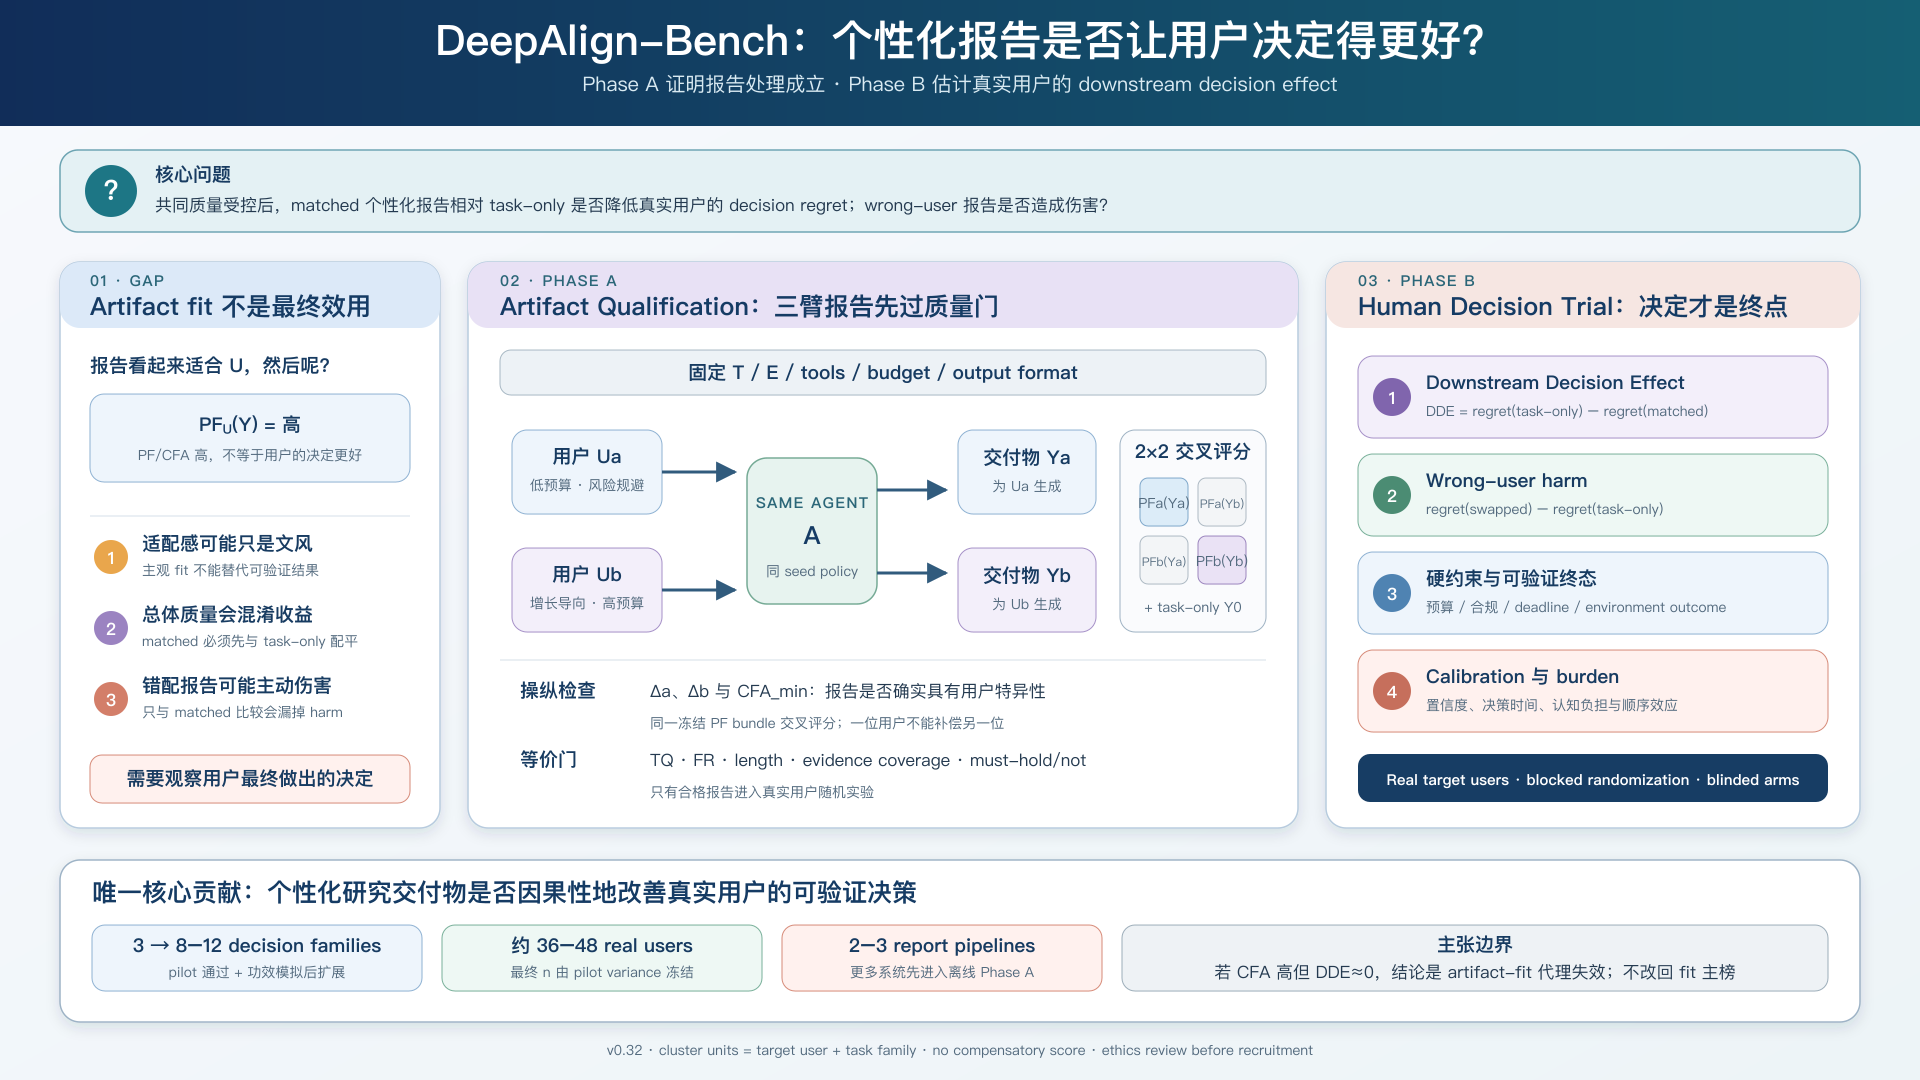 DeepAlign-Bench：个性化报告是否让用户决定得更好？
Phase A 证明报告处理成立 · Phase B 估计真实用户的 downstream decision effect
?
核心问题
共同质量受控后，matched 个性化报告相对 task-only 是否降低真实用户的 decision regret；wrong-user 报告是否造成伤害？
01 · GAP
Artifact fit 不是最终效用
报告看起来适合 U，然后呢？
PFU(Y) = 高
PF/CFA 高，不等于用户的决定更好
1
适配感可能只是文风
主观 fit 不能替代可验证结果
2
总体质量会混淆收益
matched 必须先与 task-only 配平
3
错配报告可能主动伤害
只与 matched 比较会漏掉 harm
需要观察用户最终做出的决定
02 · PHASE A
Artifact Qualification：三臂报告先过质量门
固定 T / E / tools / budget / output format
用户 Ua
低预算 · 风险规避
用户 Ub
增长导向 · 高预算
SAME AGENT
A
同 seed policy
交付物 Ya
为 Ua 生成
交付物 Yb
为 Ub 生成
2×2 交叉评分
PFa(Ya) PFa(Yb)
PFb(Ya) PFb(Yb)
+ task-only Y0
操纵检查
Δa、Δb 与 CFA_min：报告是否确实具有用户特异性
同一冻结 PF bundle 交叉评分；一位用户不能补偿另一位
等价门
TQ · FR · length · evidence coverage · must-hold/not
只有合格报告进入真实用户随机实验
03 · PHASE B
Human Decision Trial：决定才是终点
1
Downstream Decision Effect
DDE = regret(task-only) − regret(matched)
2
Wrong-user harm
regret(swapped) − regret(task-only)
3
硬约束与可验证终态
预算 / 合规 / deadline / environment outcome
4
Calibration 与 burden
置信度、决策时间、认知负担与顺序效应
Real target users · blocked randomization · blinded arms
唯一核心贡献：个性化研究交付物是否因果性地改善真实用户的可验证决策
3 → 8–12 decision families
pilot 通过 + 功效模拟后扩展
约 36–48 real users
最终 n 由 pilot variance 冻结
2–3 report pipelines
更多系统先进入离线 Phase A
主张边界
若 CFA 高但 DDE≈0，结论是 artifact-fit 代理失效；不改回 fit 主榜
v0.32 · cluster units = target user + task family · no compensatory score · ethics review before recruitment